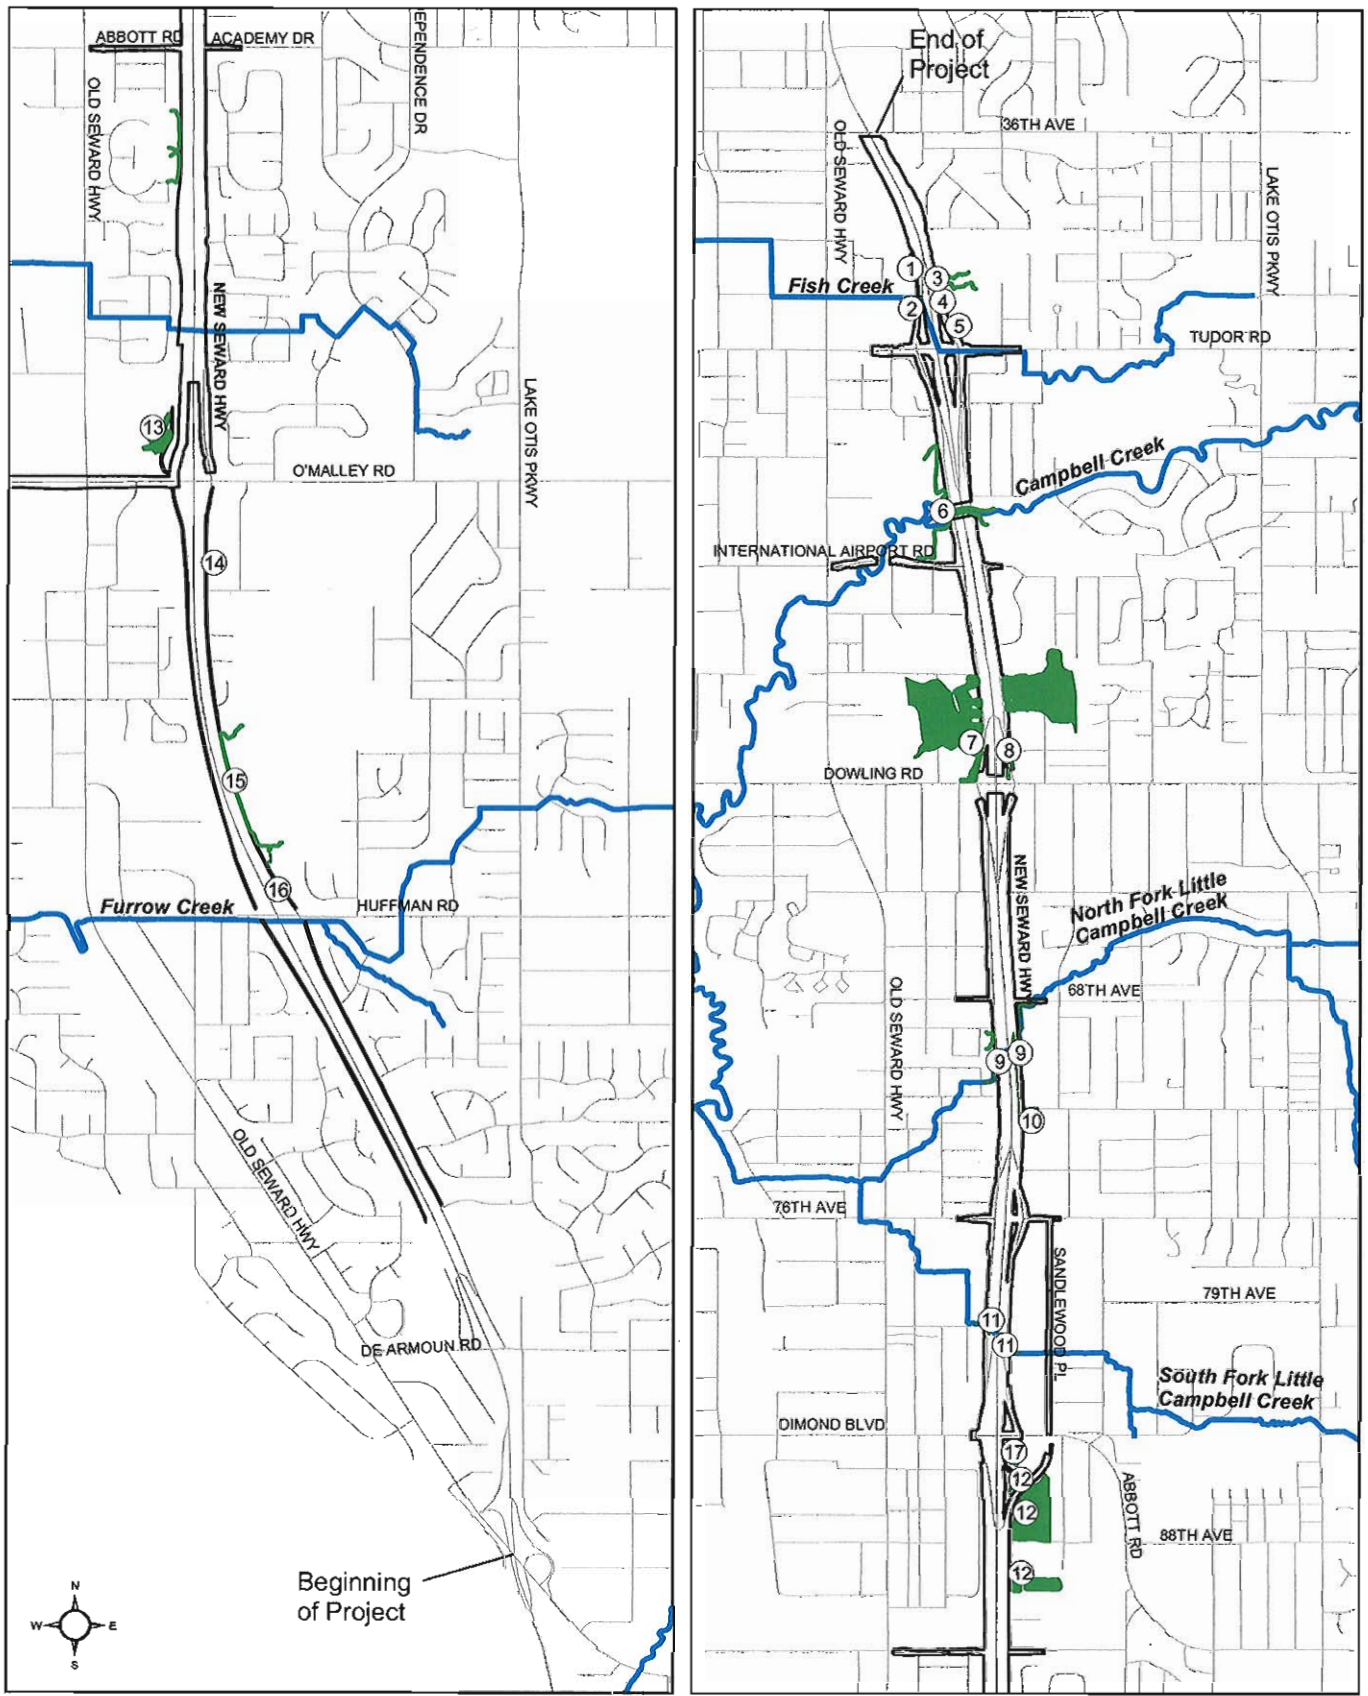 ABBOTT RD
ACADEMY DR
EPENDENCE DR
OLD SEWARD HWY
NEW SEWARD HWY
LAKE OTIS PKWY
13
O'MALLEY RD
14
15
16
Furrow Creek
HUFFMAN RD
OLD SEWARD HWY
DE ARMOUN RD
Beginning
of Project
N
W
E
S
End of
Project
36TH AVE
OLD SEWARD HWY
LAKE OTIS PKWY
1
3
Fish Creek
2
4
5
TUDOR RD
Campbell Creek
6
INTERNATIONAL AIRPORT RD
7
8
DOWLING RD
NEW SEWARD HWY
North Fork Little
Campbell Creek
68TH AVE
OLD SEWARD HWY
9
9
10
76TH AVE
SANDLEWOOD PL
79TH AVE
11
11
South Fork Little
Campbell Creek
DIMOND BLVD
17
12
12
ABBOTT RD
88TH AVE
12